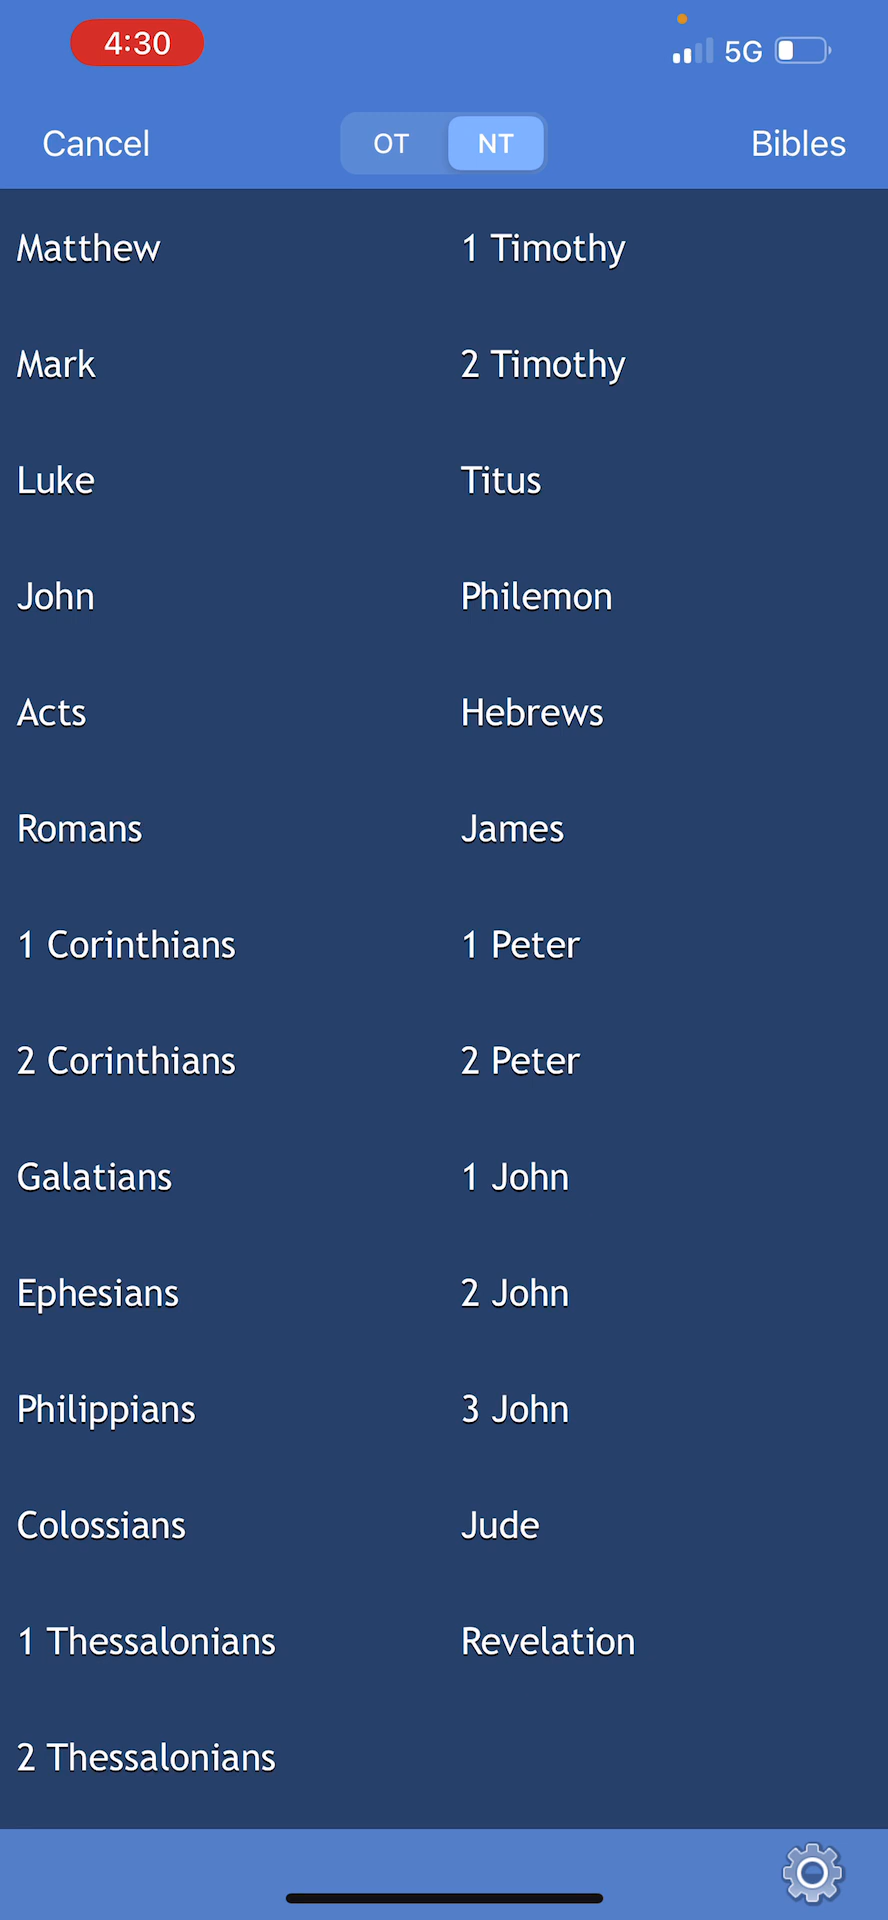 4:30
5G
Cancel
OT
NT
Bibles
Matthew
Mark
Luke
John
Acts
Romans
1 Corinthians
2 Corinthians
Galatians
Ephesians
Philippians
Colossians
1 Thessalonians
2 Thessalonians
1 Timothy
2 Timothy
Titus
Philemon
Hebrews
James
1 Peter
2 Peter
1 John
2 John
3 John
Jude
Revelation